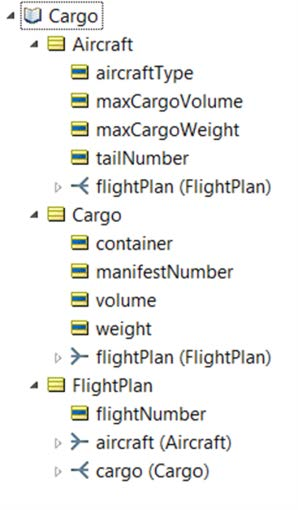 Cargo
Aircraft
aircraftType
maxCargoVolume
maxCargoWeight
tailNumber
flightPlan (FlightPlan)
Cargo
container
manifestNumber
volume
weight
flightPlan (FlightPlan)
FlightPlan
flightNumber
aircraft (Aircraft)
cargo (Cargo)